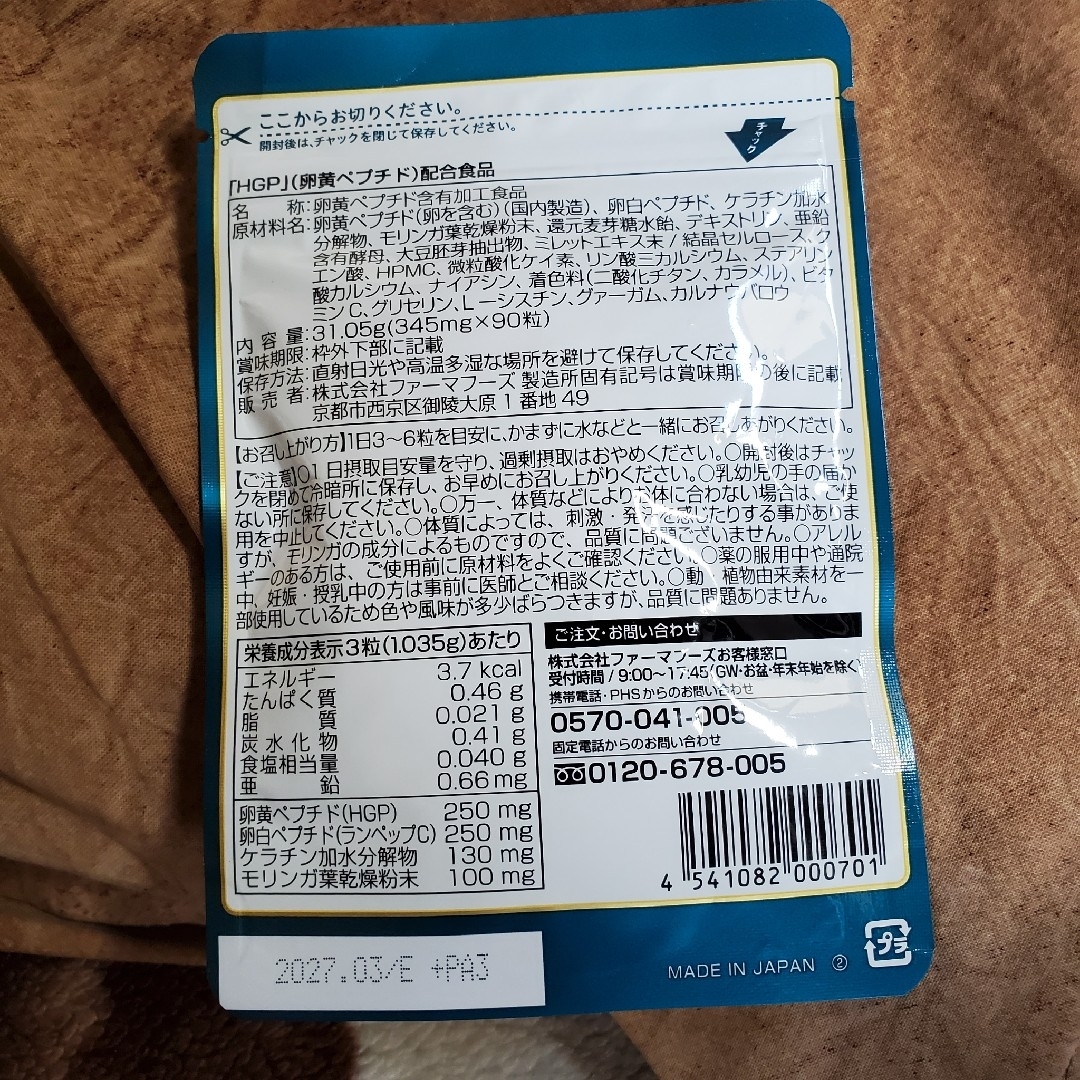 ここからお切りください。
開封後は、チャックを閉じて保存してください。
チャック
「HGP」(卵黄ペプチド)配合食品
名　称:卵黄ペプチド含有加工食品
原材料名:卵黄ペプチド(卵を含む)(国内製造)、卵白ペプチド、ケラチン加水
分解物、モリンガ葉乾燥粉末、還元麦芽糖水飴、デキストリン、亜鉛
含有酵母、大豆胚芽抽出物、ミレットエキス末/結晶セルロース、ク
エン酸、HPMC、微粒酸化ケイ素、リン酸三カルシウム、ステアリン
酸カルシウム、ナイアシン、着色料(二酸化チタン、カラメル)、ビタ
ミンC、グリセリン、L－シスチン、グァーガム、カルナウバロウ
内容量:31.05g(345mg×90粒)
賞味期限:枠外下部に記載
保存方法:直射日光や高温多湿な場所を避けて保存してください。
販売者:株式会社ファーマフーズ 製造所固有記号は賞味期限の後に記載
京都市西京区御陵大原1番地49
【お召し上がり方】1日3～6粒を目安に、かまずに水などと一緒にお召しあがりください。
【ご注意】○1日摂取目安量を守り、過剰摂取はおやめください。○開封後はチャッ
クを閉めて冷暗所に保存し、お早めにお召し上がりください。○乳幼児の手の届か
ない所に保存してください。○万一、体質などによりお体に合わない場合は、ご使
用を中止してください。○体質によっては、刺激・発汗を感じたりする事がありま
すが、モリンガの成分によるものですので、品質に問題ございません。○アレル
ギーのある方は、ご使用前に原材料をよくご確認ください。○薬の服用中や通院
中、妊娠・授乳中の方は事前に医師とご相談ください。○動　植物由来素材を一
部使用しているため色や風味が多少ばらつきますが、品質に問題ありません。
栄養成分表示3粒(1.035g)あたり
エネルギー 3.7 kcal
たんぱく質 0.46 g
脂質 0.021 g
炭水化物 0.41 g
食塩相当量 0.040 g
亜鉛 0.66 mg
卵黄ペプチド(HGP) 250 mg
卵白ペプチド(ランペップC) 250 mg
ケラチン加水分解物 130 mg
モリンガ葉乾燥粉末 100 mg
ご注文・お問い合わせ
株式会社ファーマフーズお客様窓口
受付時間/9:00～17:45(GW・お盆・年末年始を除く)
携帯電話・PHSからのお問い合わせ
0570-041-005
固定電話からのお問い合わせ
0120-678-005
4 541082 000701
プラ
MADE IN JAPAN ②
2027.03/E +PA3